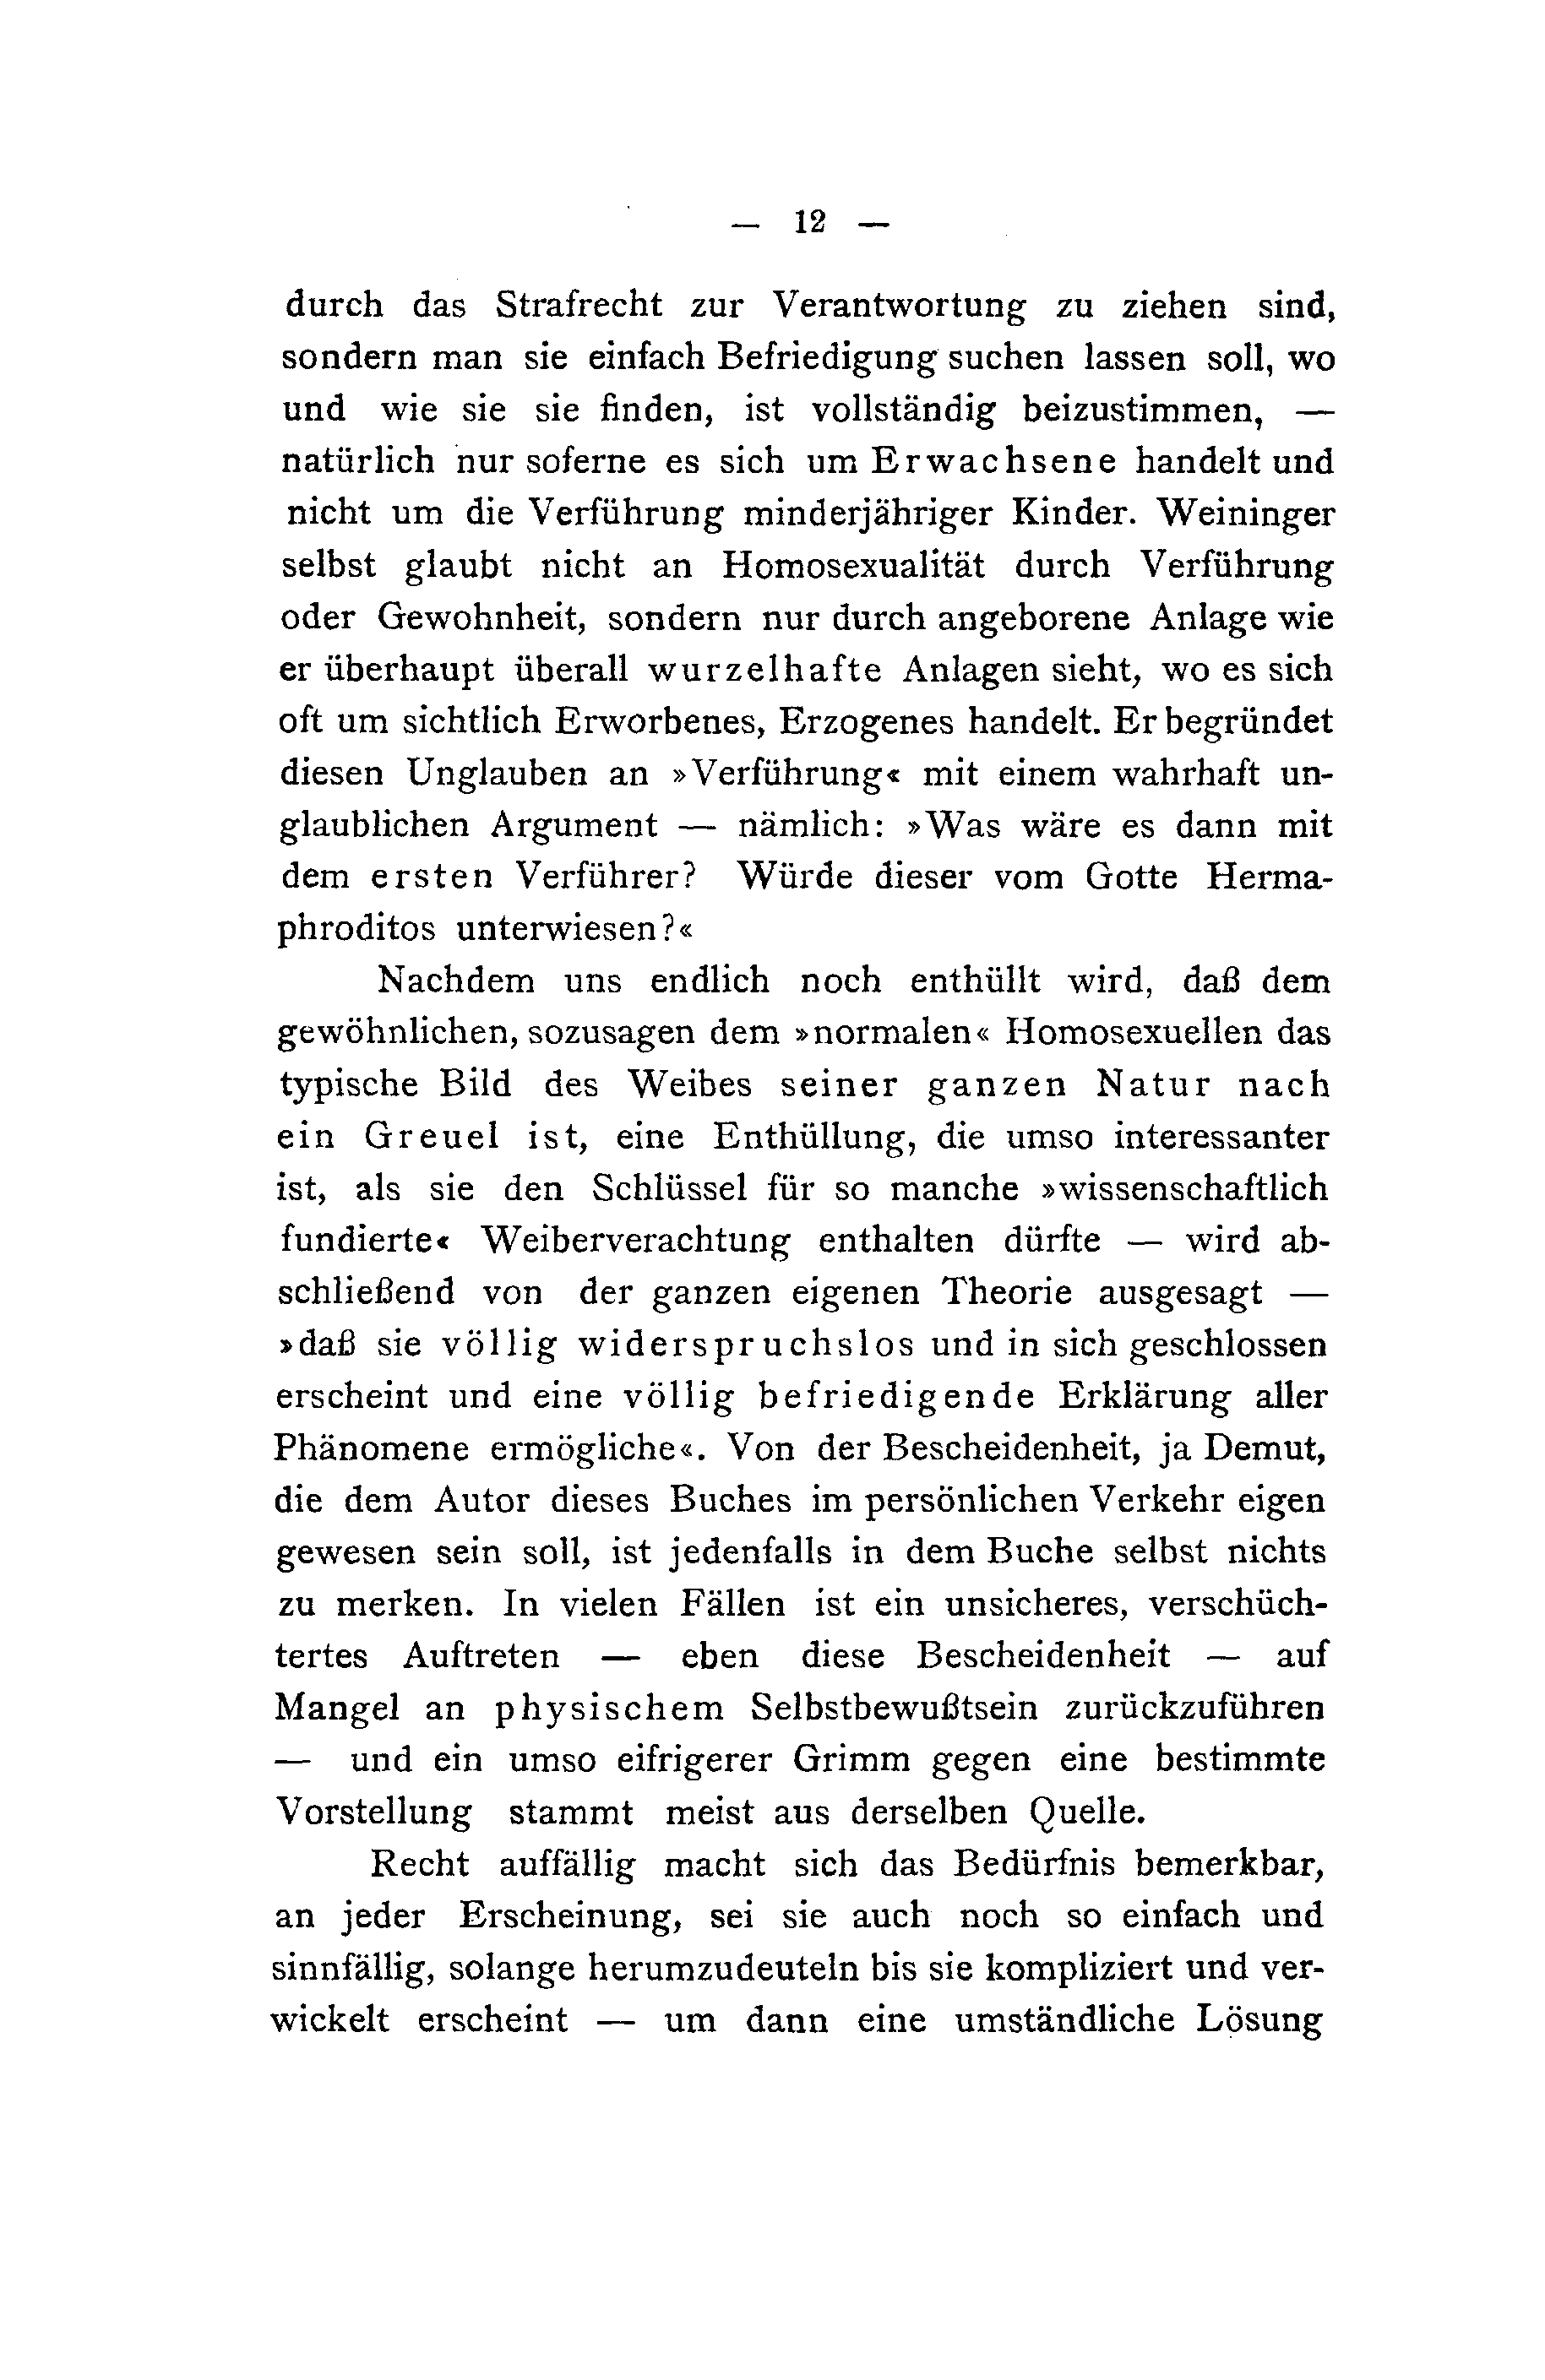 — 12 —
durch das Strafrecht zur Verantwortung zu ziehen sind,
sondern man sie einfach Befriedigung suchen lassen soll, wo
und wie sie sie finden, ist vollständig beizustimmen, —
natürlich nur soferne es sich um Erwachsene handelt und
nicht um die Verführung minderjähriger Kinder. Weininger
selbst glaubt nicht an Homosexualität durch Verführung
oder Gewohnheit, sondern nur durch angeborene Anlage wie
er überhaupt überall wurzelhafte Anlagen sieht, wo es sich
oft um sichtlich Erworbenes, Erzogenes handelt. Er begründet
diesen Unglauben an »Verführung« mit einem wahrhaft un-
glaublichen Argument — nämlich: »Was wäre es dann mit
dem ersten Verführer? Würde dieser vom Gotte Herma-
phroditos unterwiesen?«
Nachdem uns endlich noch enthüllt wird, daß dem
gewöhnlichen, sozusagen dem »normalen« Homosexuellen das
typische Bild des Weibes seiner ganzen Natur nach
ein Greuel ist, eine Enthüllung, die umso interessanter
ist, als sie den Schlüssel für so manche »wissenschaftlich
fundierte« Weiberverachtung enthalten dürfte — wird ab-
schließend von der ganzen eigenen Theorie ausgesagt —
»daß sie völlig widerspruchslos und in sich geschlossen
erscheint und eine völlig befriedigende Erklärung aller
Phänomene ermögliche«. Von der Bescheidenheit, ja Demut,
die dem Autor dieses Buches im persönlichen Verkehr eigen
gewesen sein soll, ist jedenfalls in dem Buche selbst nichts
zu merken. In vielen Fällen ist ein unsicheres, verschüch-
tertes Auftreten — eben diese Bescheidenheit — auf
Mangel an physischem Selbstbewußtsein zurückzuführen
— und ein umso eifrigerer Grimm gegen eine bestimmte
Vorstellung stammt meist aus derselben Quelle.
Recht auffällig macht sich das Bedürfnis bemerkbar,
an jeder Erscheinung, sei sie auch noch so einfach und
sinnfällig, solange herumzudeuteln bis sie kompliziert und ver-
wickelt erscheint — um dann eine umständliche Lösung